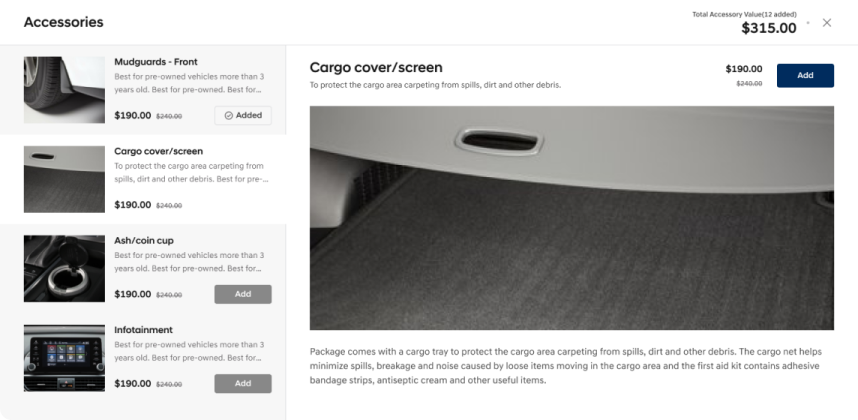 Accessories
Total Accessory Value(12 added)
$315.00
Mudguards - Front
Best for pre-owned vehicles more than 3
years old. Best for pre-owned. Best for...
$190.00 $240.00
Added
Cargo cover/screen
To protect the cargo area carpeting from
spills, dirt and other debris. Best for pre-...
$190.00 $240.00
Ash/coin cup
Best for pre-owned vehicles more than 3
years old. Best for pre-owned. Best for...
$190.00 $240.00
Add
Infotainment
Best for pre-owned vehicles more than 3
years old. Best for pre-owned. Best for...
$190.00 $240.00
Add
Cargo cover/screen
To protect the cargo area carpeting from spills, dirt and other debris.
$190.00
$240.00
Add
Package comes with a cargo tray to protect the cargo area carpeting from spills, dirt and other debris. The cargo net helps
minimize spills, breakage and noise caused by loose items moving in the cargo area and the first aid kit contains adhesive
bandage strips, antiseptic cream and other useful items.